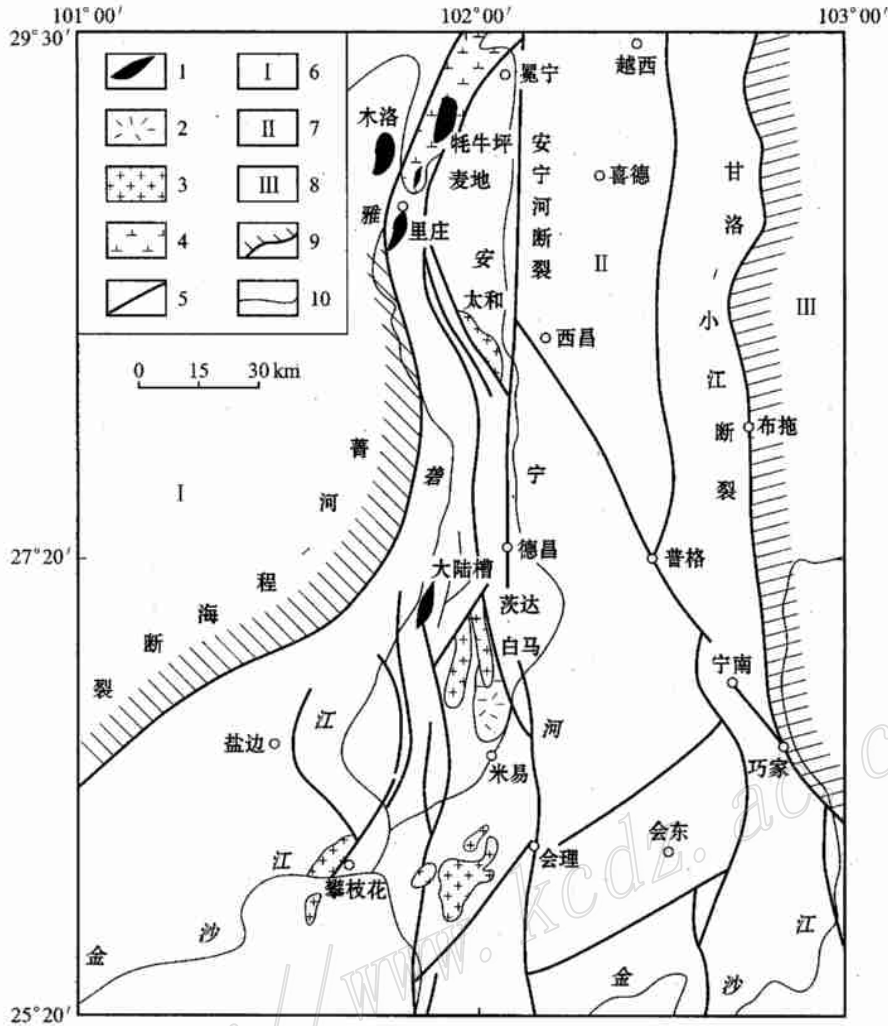 101°00′
102°00′
103°00′
29°30′
27°20′
25°20′
1
2
3
4
5
Ⅰ 6
Ⅱ 7
Ⅲ 8
9
10
0 15 30 km
冕宁
越西
木洛
牦牛坪
麦地
里庄
雅
砻
江
安宁河断裂
喜德
甘洛/小江断裂
Ⅱ
Ⅲ
Ⅰ
安
宁
河
太和
西昌
布拖
菁河
程海
断裂
德昌
普格
大陆槽
茨达
白马
宁南
盐边
米易
巧家
会理
会东
攀枝花
金
沙
江
金
沙
江
//www.kcdz.ac.c